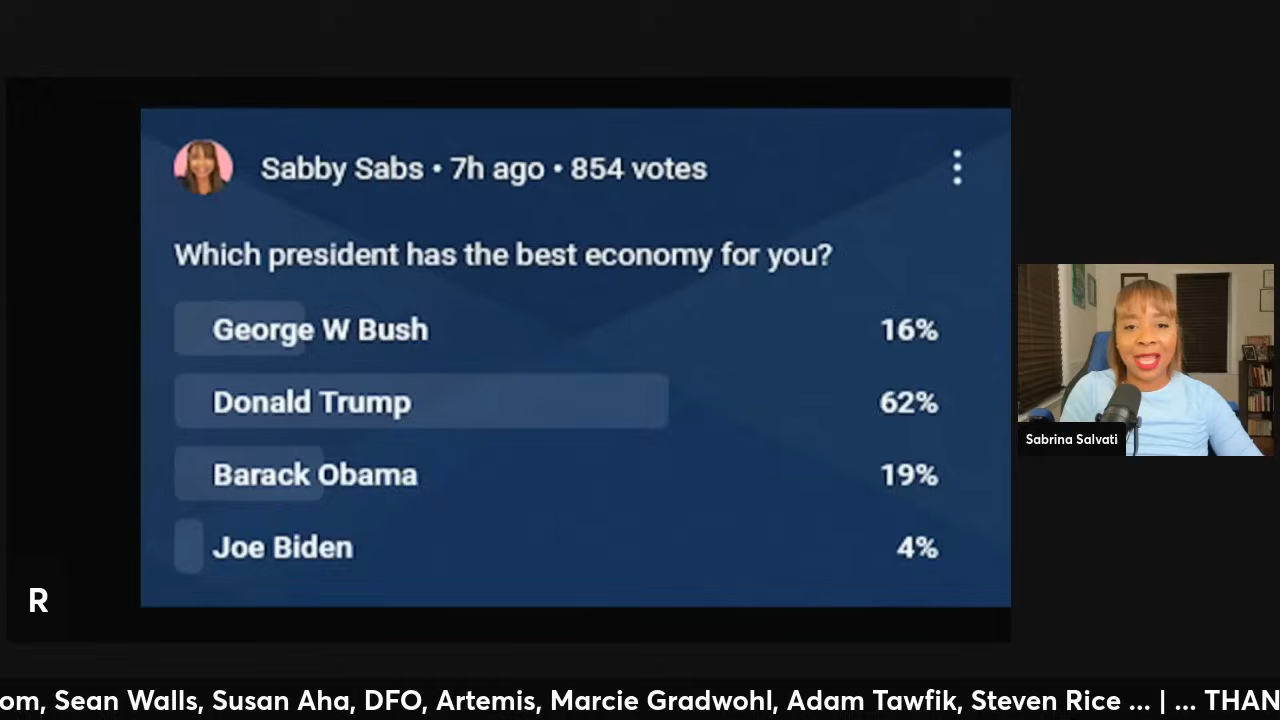 Sabby Sabs • 7h ago • 854 votes
Which president has the best economy for you?
George W Bush 16%
Donald Trump 62%
Barack Obama 19%
Joe Biden 4%
Sabrina Salvati
R
om, Sean Walls, Susan Aha, DFO, Artemis, Marcie Gradwohl, Adam Tawfik, Steven Rice ... | ... THAN